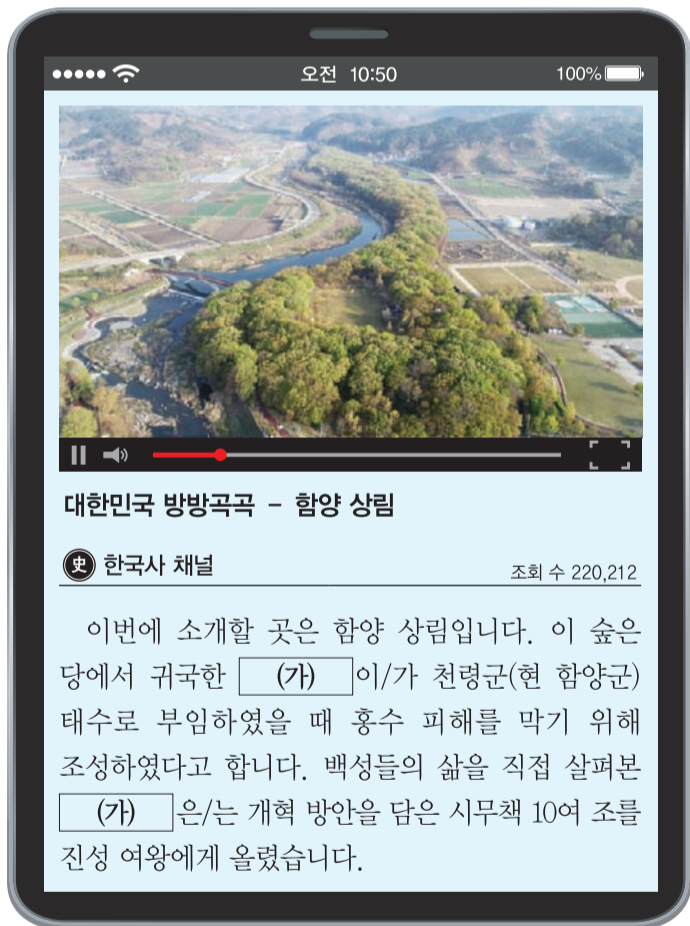 오전 10:50 100%
대한민국 방방곡곡 - 함양 상림
史 한국사 채널
조회 수 220,212
이번에 소개할 곳은 함양 상림입니다. 이 숲은
당에서 귀국한 (가) 이/가 천령군(현 함양군)
태수로 부임하였을 때 홍수 피해를 막기 위해
조성하였다고 합니다. 백성들의 삶을 직접 살펴본
(가) 은/는 개혁 방안을 담은 시무책 10여 조를
진성 여왕에게 올렸습니다.